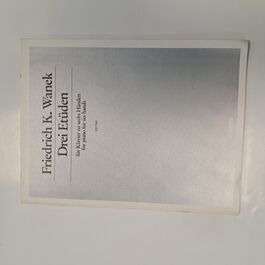 Friedrich K. Wanek
Drei Etüden
für Klavier zu sechs Händen
for piano for six hands